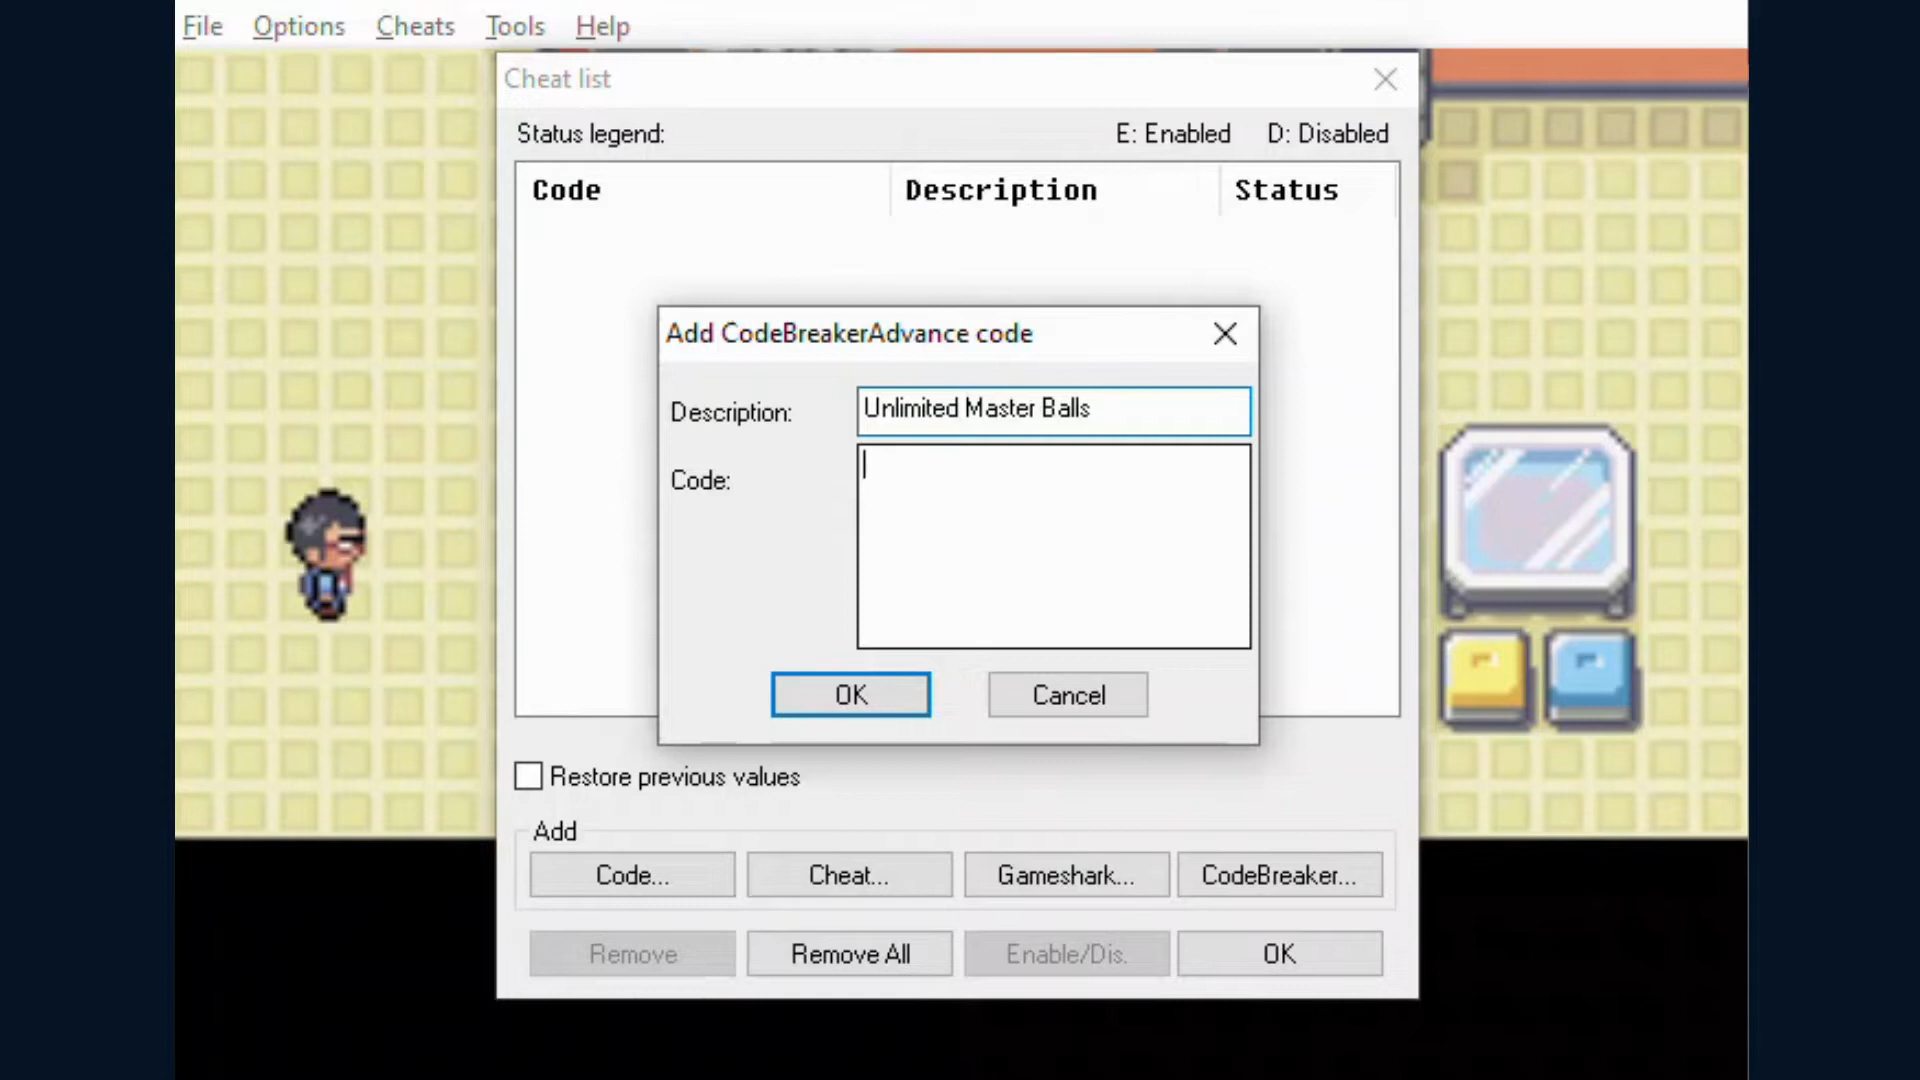 File Options Cheats Tools Help
Cheat list
Status legend: E: Enabled D: Disabled
Code Description Status
Add CodeBreakerAdvance code
Description: Unlimited Master Balls
Code:
OK Cancel
Restore previous values
Add
Code... Cheat... Gameshark... CodeBreaker...
Remove Remove All Enable/Dis. OK